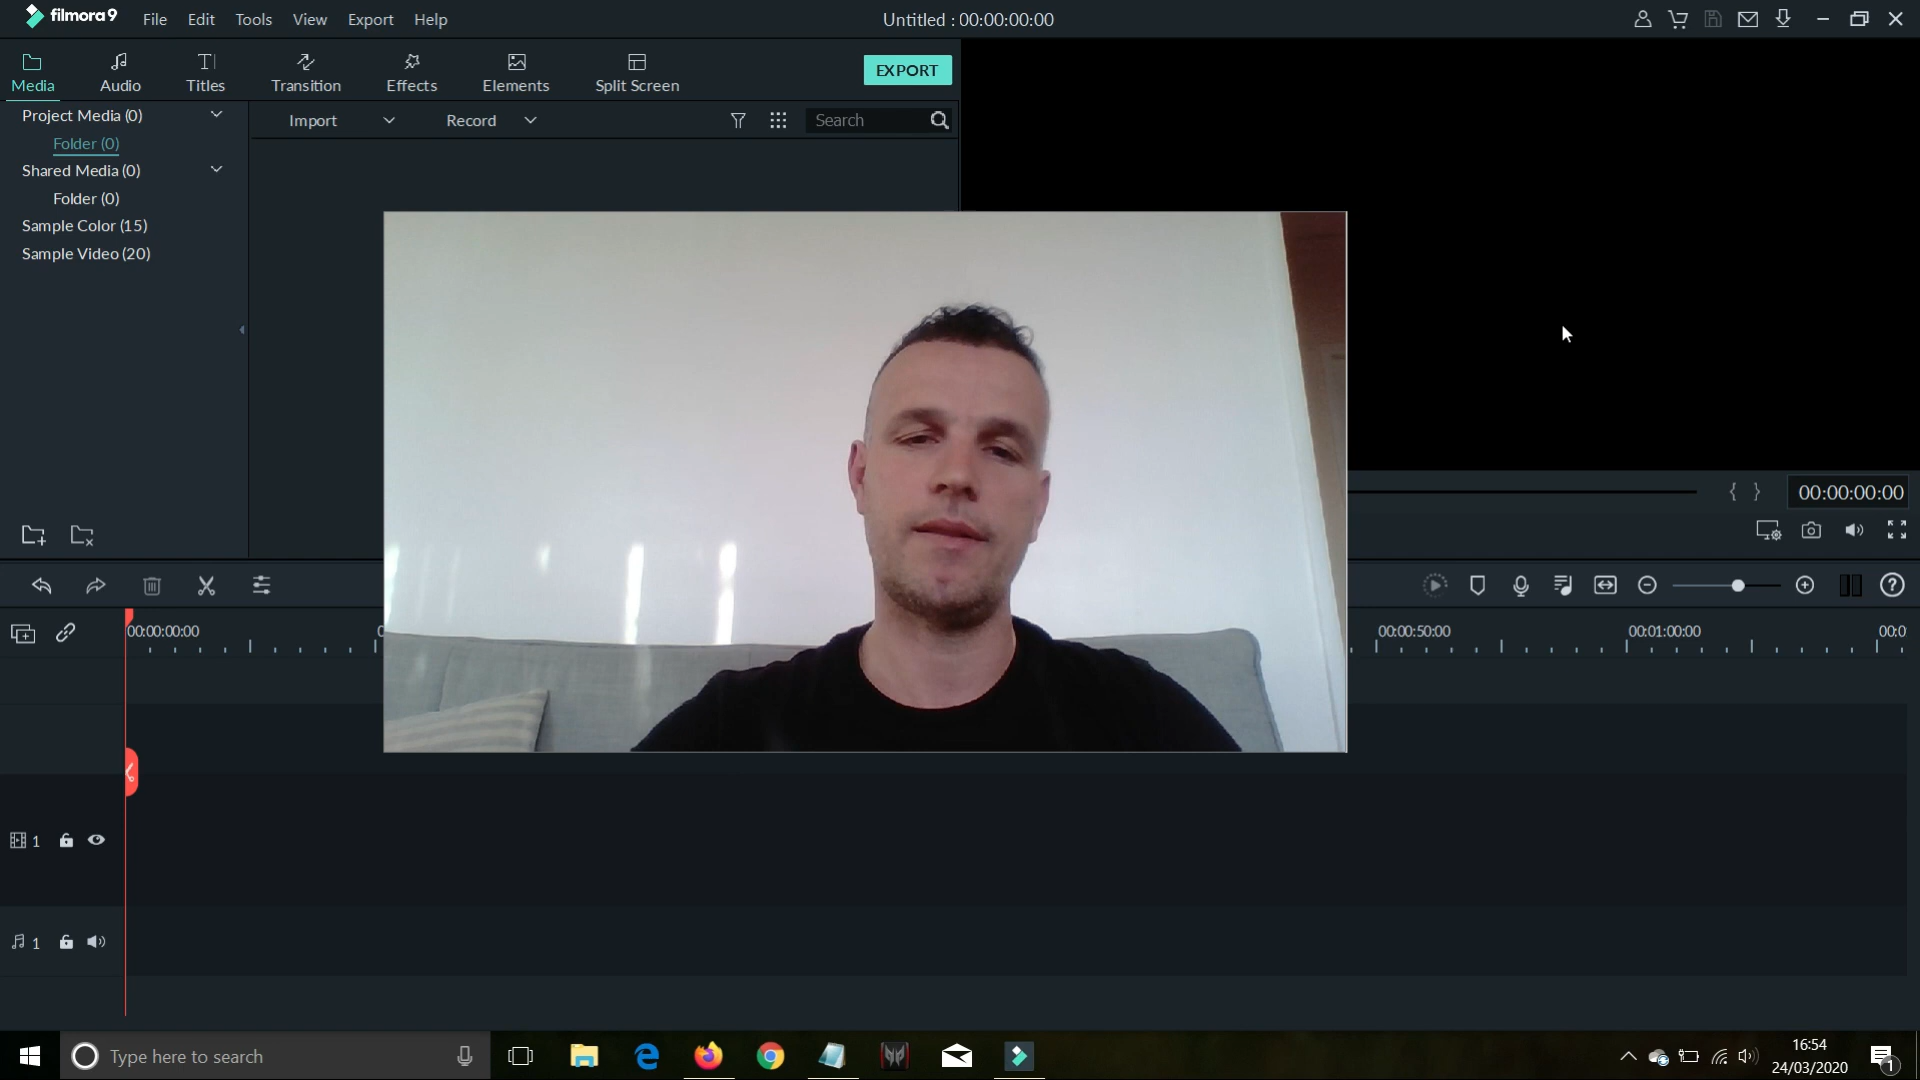 filmora9 File Edit Tools View Export Help Untitled : 00:00:00:00
Media Audio Titles Transition Effects Elements Split Screen EXPORT
Project Media (0) Import Record Search
Folder (0)
Shared Media (0)
Folder (0)
Sample Color (15)
Sample Video (20)
{ } 00:00:00:00
00:00:00:00 00:00:50:00 00:01:00:00 00:0
1
1
Type here to search 16:54
24/03/2020 1